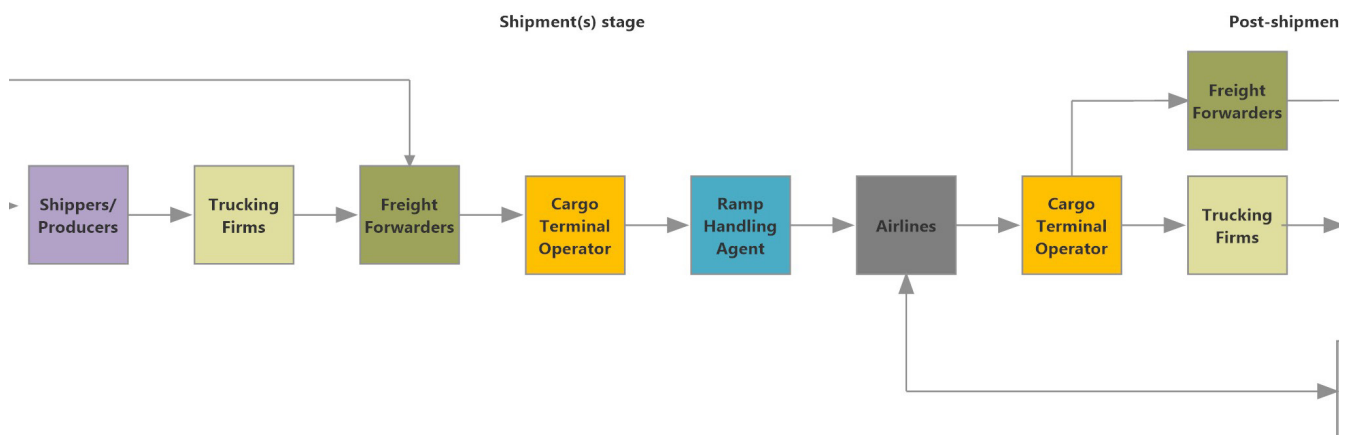 Shipment(s) stage
Post-shipmen
Freight
Forwarders
Shippers/
Producers
Trucking
Firms
Freight
Forwarders
Cargo
Terminal
Operator
Ramp
Handling
Agent
Airlines
Cargo
Terminal
Operator
Trucking
Firms